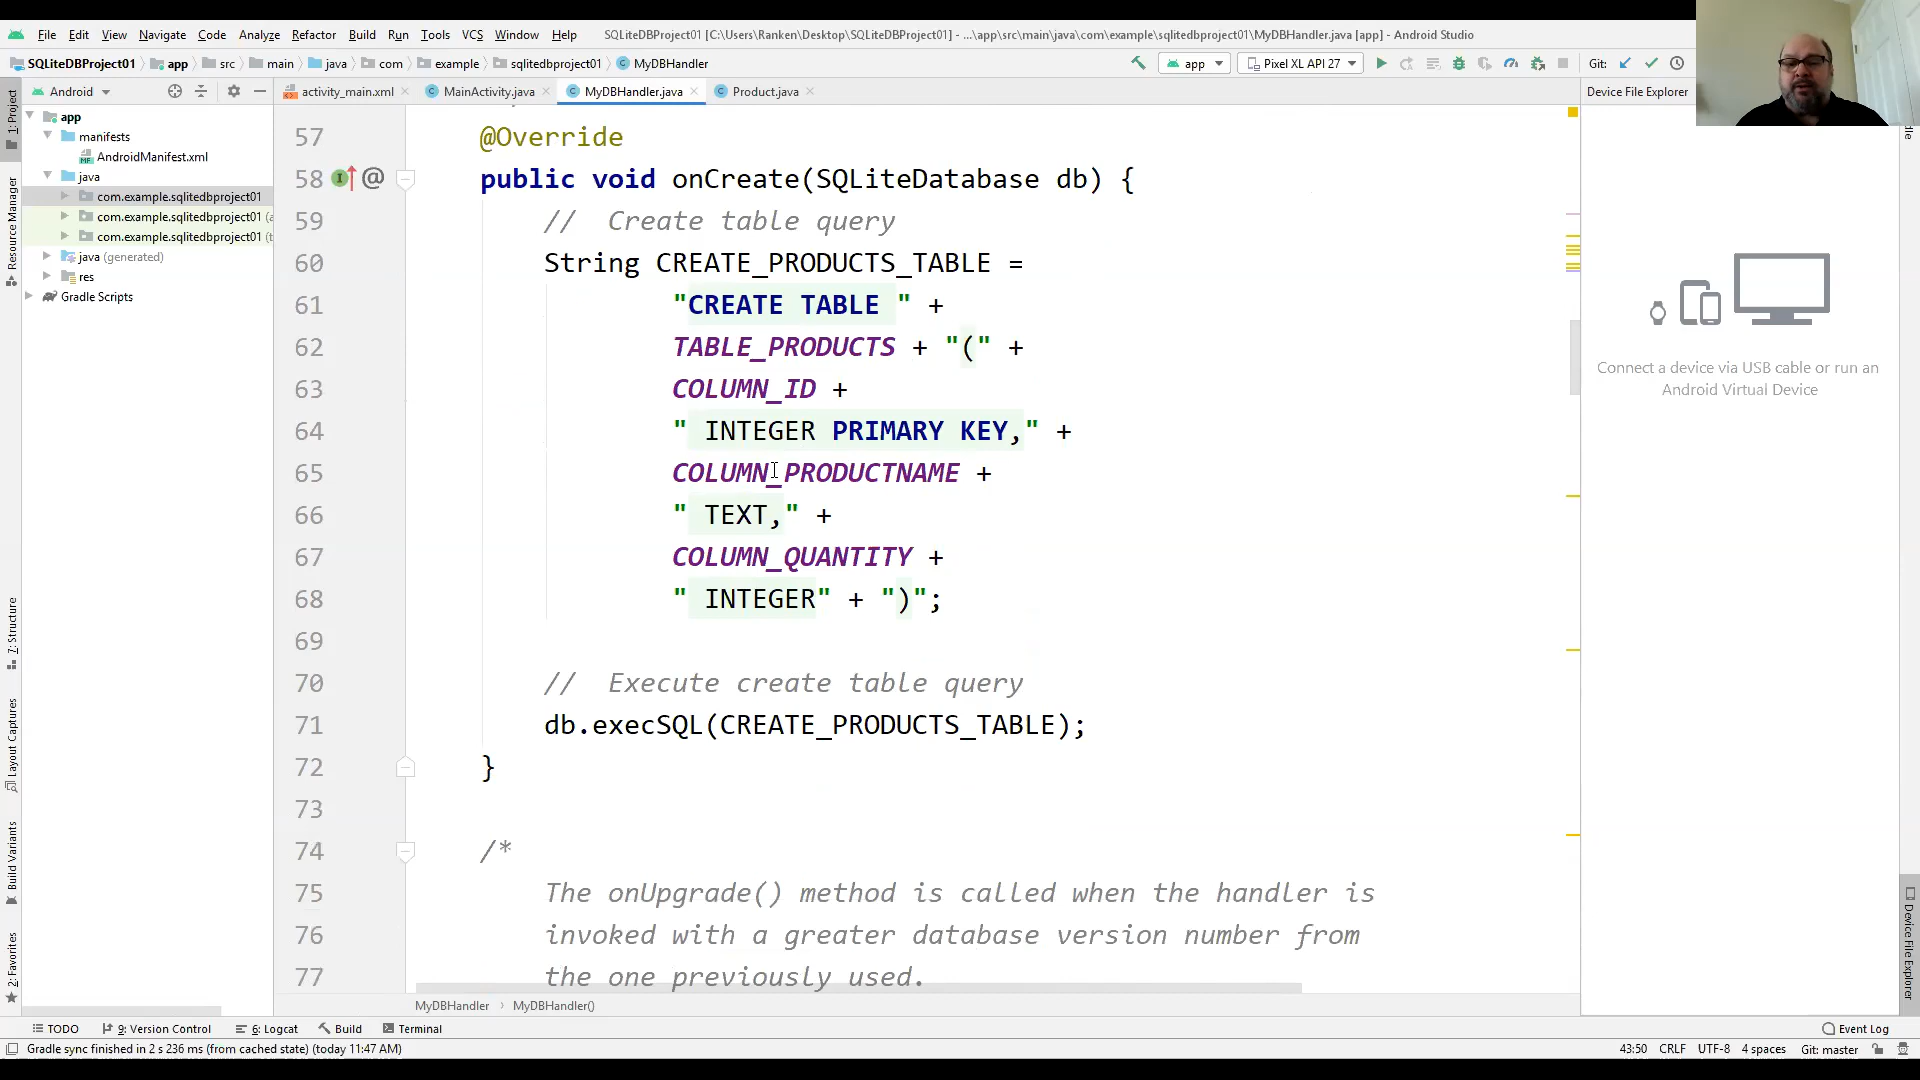 File Edit View Navigate Code Analyze Refactor Build Run Tools VCS Window Help SQLiteDBProject01 [C:\Users\Ranken\Desktop\SQLiteDBProject01] - ...\app\src\main\java\com\example\sqlitedbproject01\MyDBHandler.java [app] - Android Studio
SQLiteDBProject01 app src main java com example sqlitedbproject01 MyDBHandler app Pixel XL API 27 Git:
Android activity_main.xml MainActivity.java MyDBHandler.java Product.java Device File Explorer
1: Project
Resource Manager
7: Structure
Layout Captures
Build Variants
2: Favorites
app
manifests
AndroidManifest.xml
java
com.example.sqlitedbproject01
com.example.sqlitedbproject01 (a
com.example.sqlitedbproject01 (t
java (generated)
res
Gradle Scripts
57 @Override
58 @ public void onCreate(SQLiteDatabase db) {
59 // Create table query
60 String CREATE_PRODUCTS_TABLE =
61 "CREATE TABLE " +
62 TABLE_PRODUCTS + "(" +
63 COLUMN_ID +
64 " INTEGER PRIMARY KEY," +
65 COLUMN_PRODUCTNAME +
66 " TEXT," +
67 COLUMN_QUANTITY +
68 " INTEGER" + ")";
69
70 // Execute create table query
71 db.execSQL(CREATE_PRODUCTS_TABLE);
72 }
73
74 /*
75 The onUpgrade() method is called when the handler is
76 invoked with a greater database version number from
77 the one previously used.
Connect a device via USB cable or run an
Android Virtual Device
Device File Explorer
MyDBHandler MyDBHandler()
TODO 9: Version Control 6: Logcat Build Terminal Event Log
Gradle sync finished in 2 s 236 ms (from cached state) (today 11:47 AM) 43:50 CRLF UTF-8 4 spaces Git: master